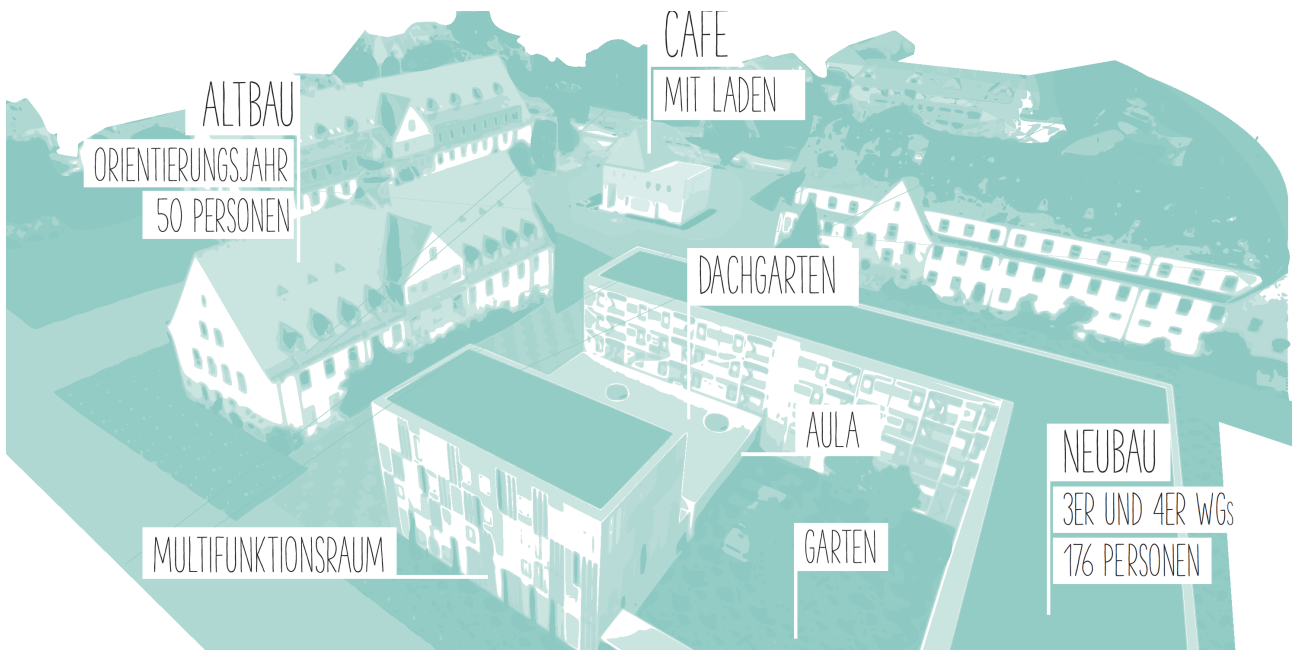 CAFE
MIT LADEN
ALTBAU
ORIENTIERUNGSJAHR
50 PERSONEN
DACHGARTEN
AULA
NEUBAU
3ER UND 4ER WGs
176 PERSONEN
GARTEN
MULTIFUNKTIONSRAUM